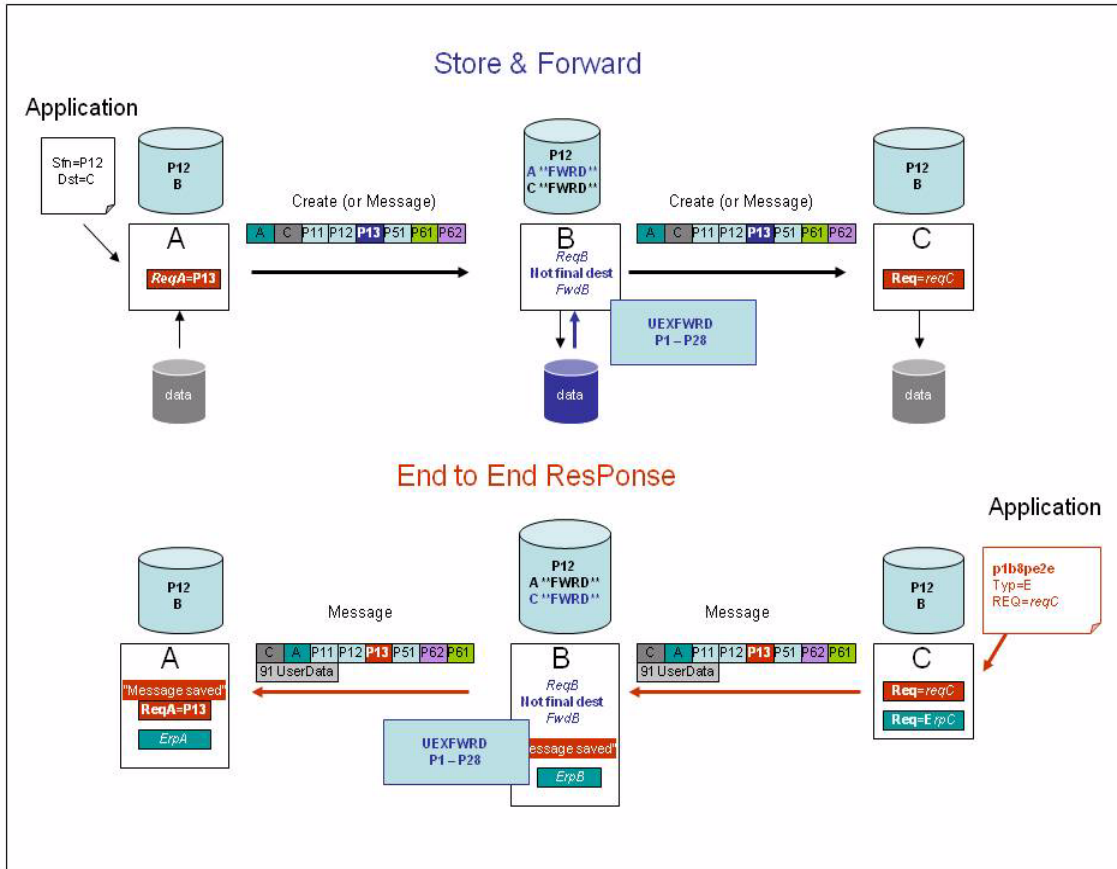 Store & Forward
Application
Sfn=P12
Dst=C
P12
B
P12
A **FWRD**
C **FWRD**
P12
B
Create (or Message)
A C P11 P12 P13 P51 P61 P62
Create (or Message)
A C P11 P12 P13 P51 P61 P62
A
ReqA=P13
B
ReqB
Not final dest
FwdB
C
Req=reqC
UEXFWRD
P1 – P28
data
data
data
End to End ResPonse
Application
p1b8pe2e
Typ=E
REQ=reqC
P12
B
P12
A **FWRD**
C **FWRD**
P12
B
Message
C A P11 P12 P13 P51 P62 P61
91 UserData
Message
C A P11 P12 P13 P51 P62 P61
91 UserData
A
"Message saved"
ReqA=P13
ErpA
B
ReqB
Not final dest
FwdB
essage saved"
ErpB
UEXFWRD
P1 – P28
C
Req=reqC
Req=ErpC